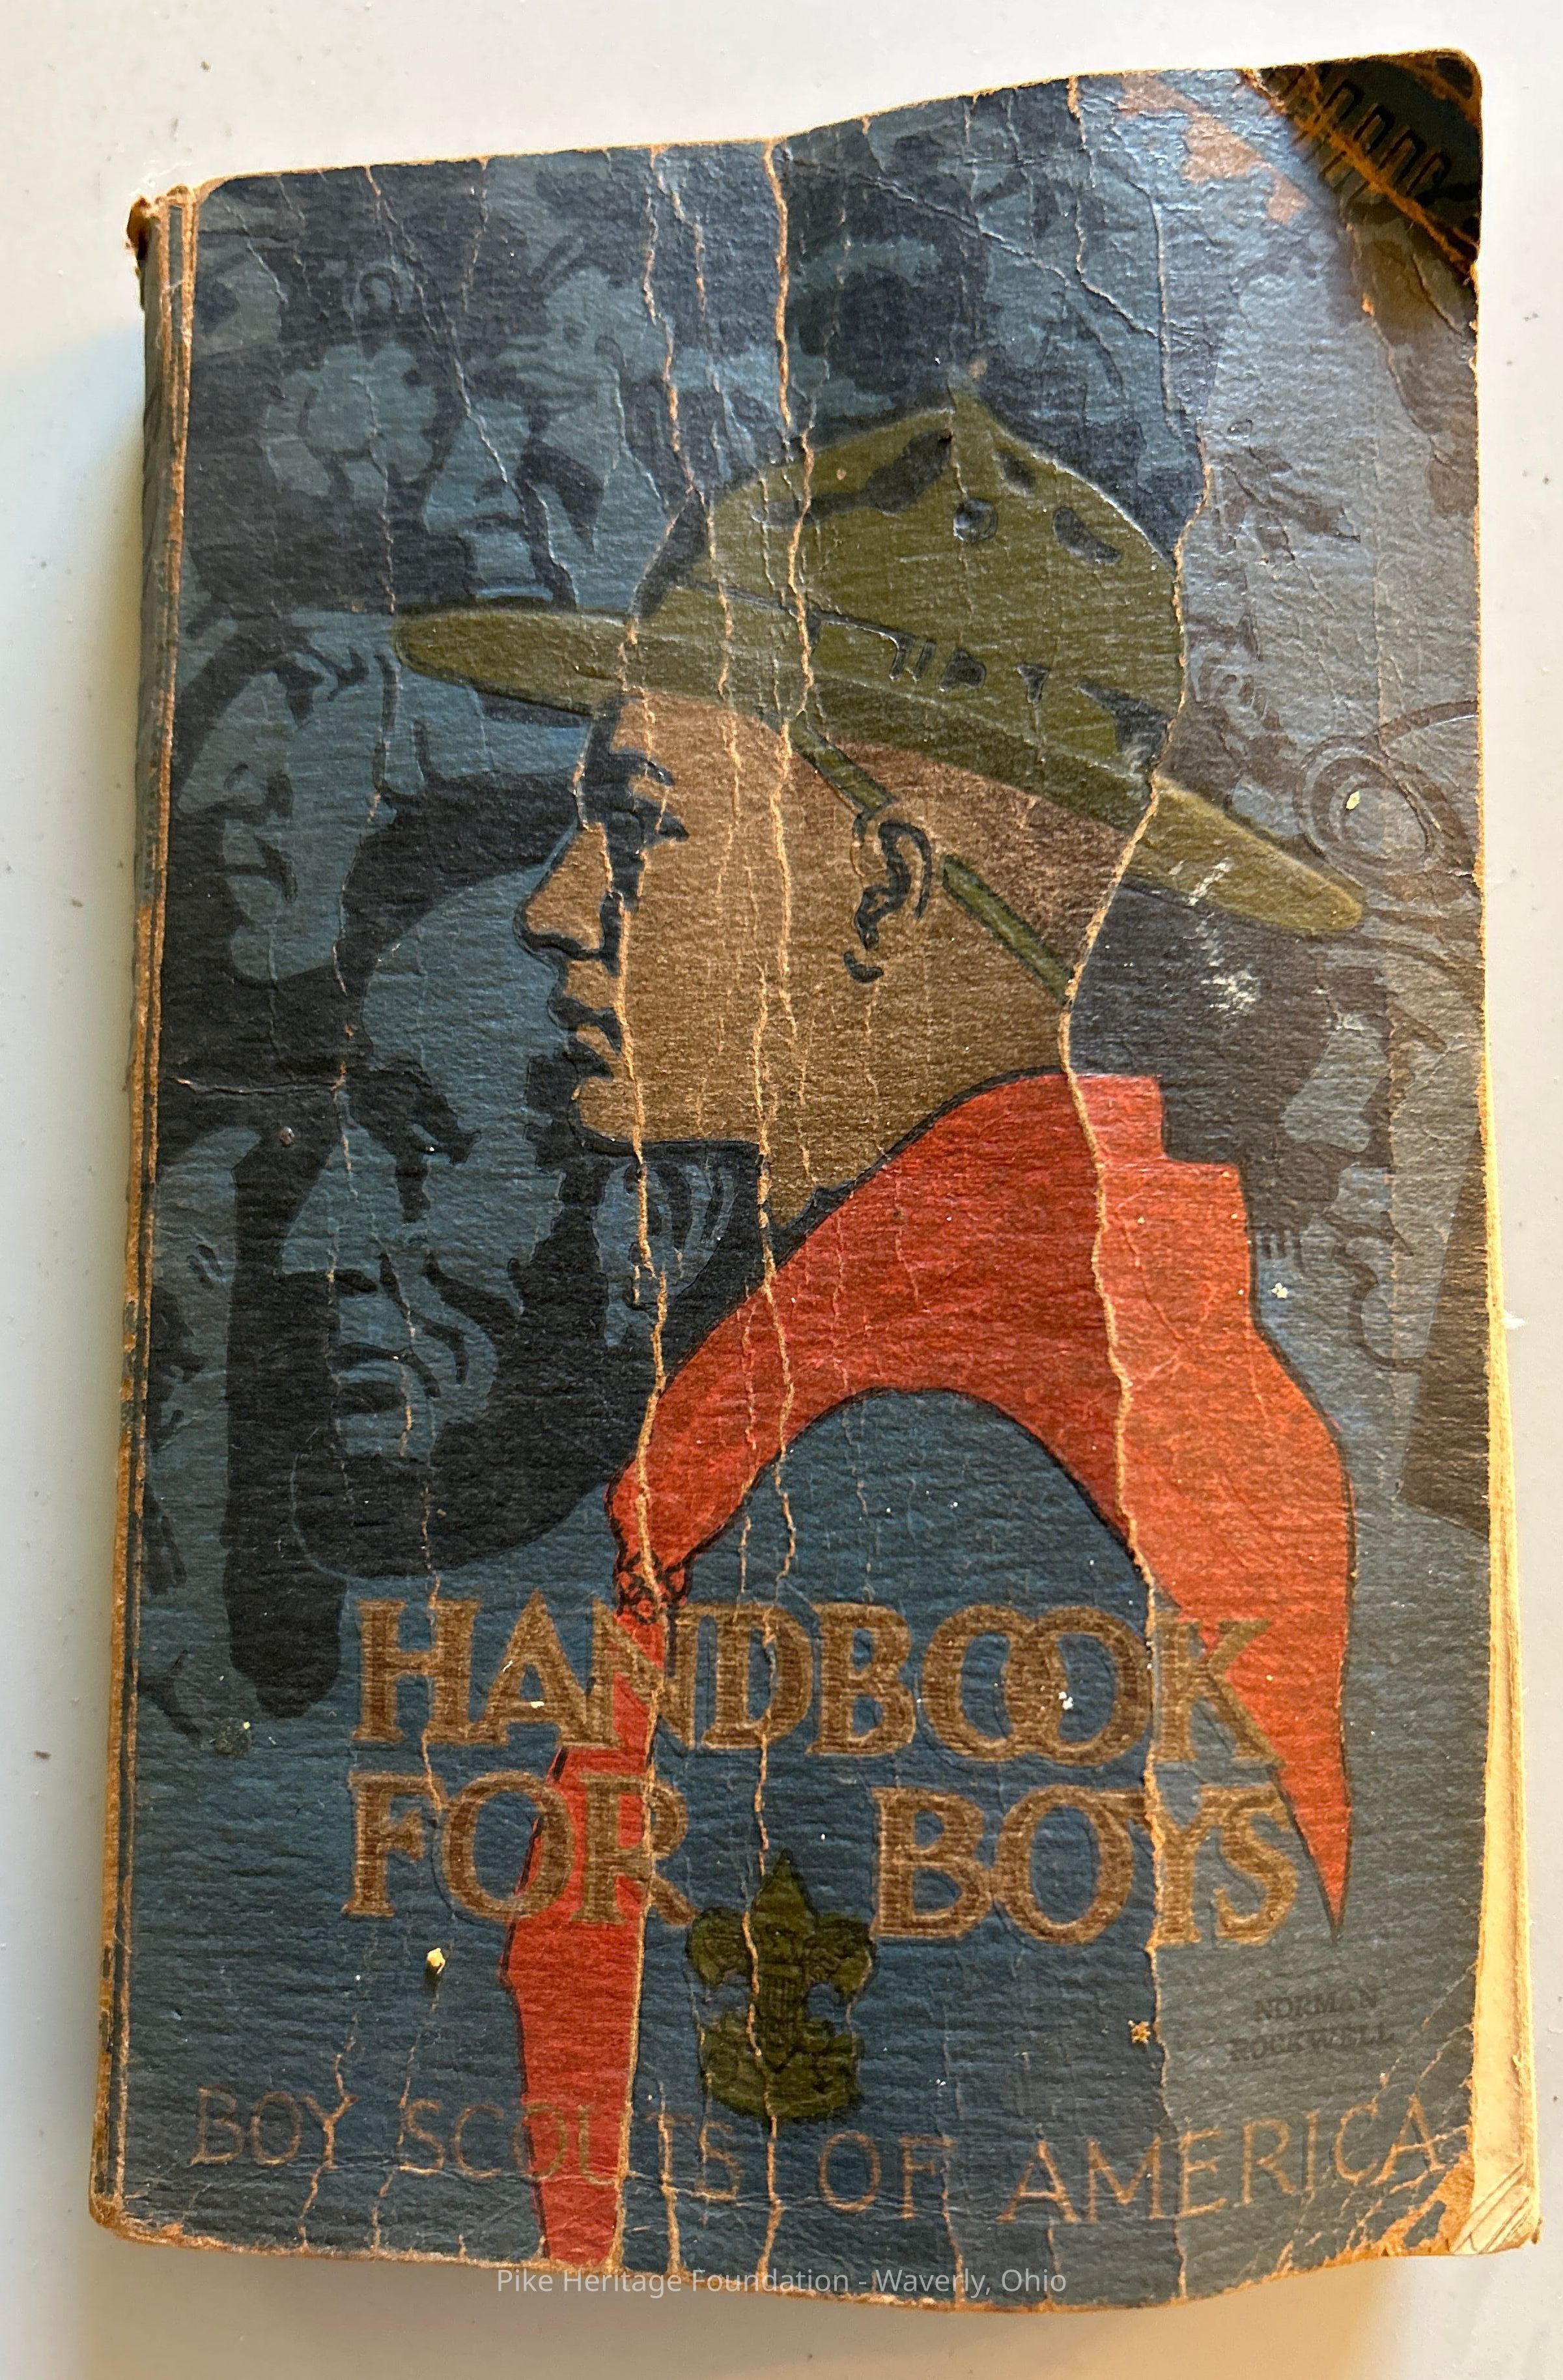 HANDBOOK
FOR BOYS
NORMAN
ROCKWELL
BOY SCOUTS OF AMERICA
Pike Heritage Foundation - Waverly, Ohio